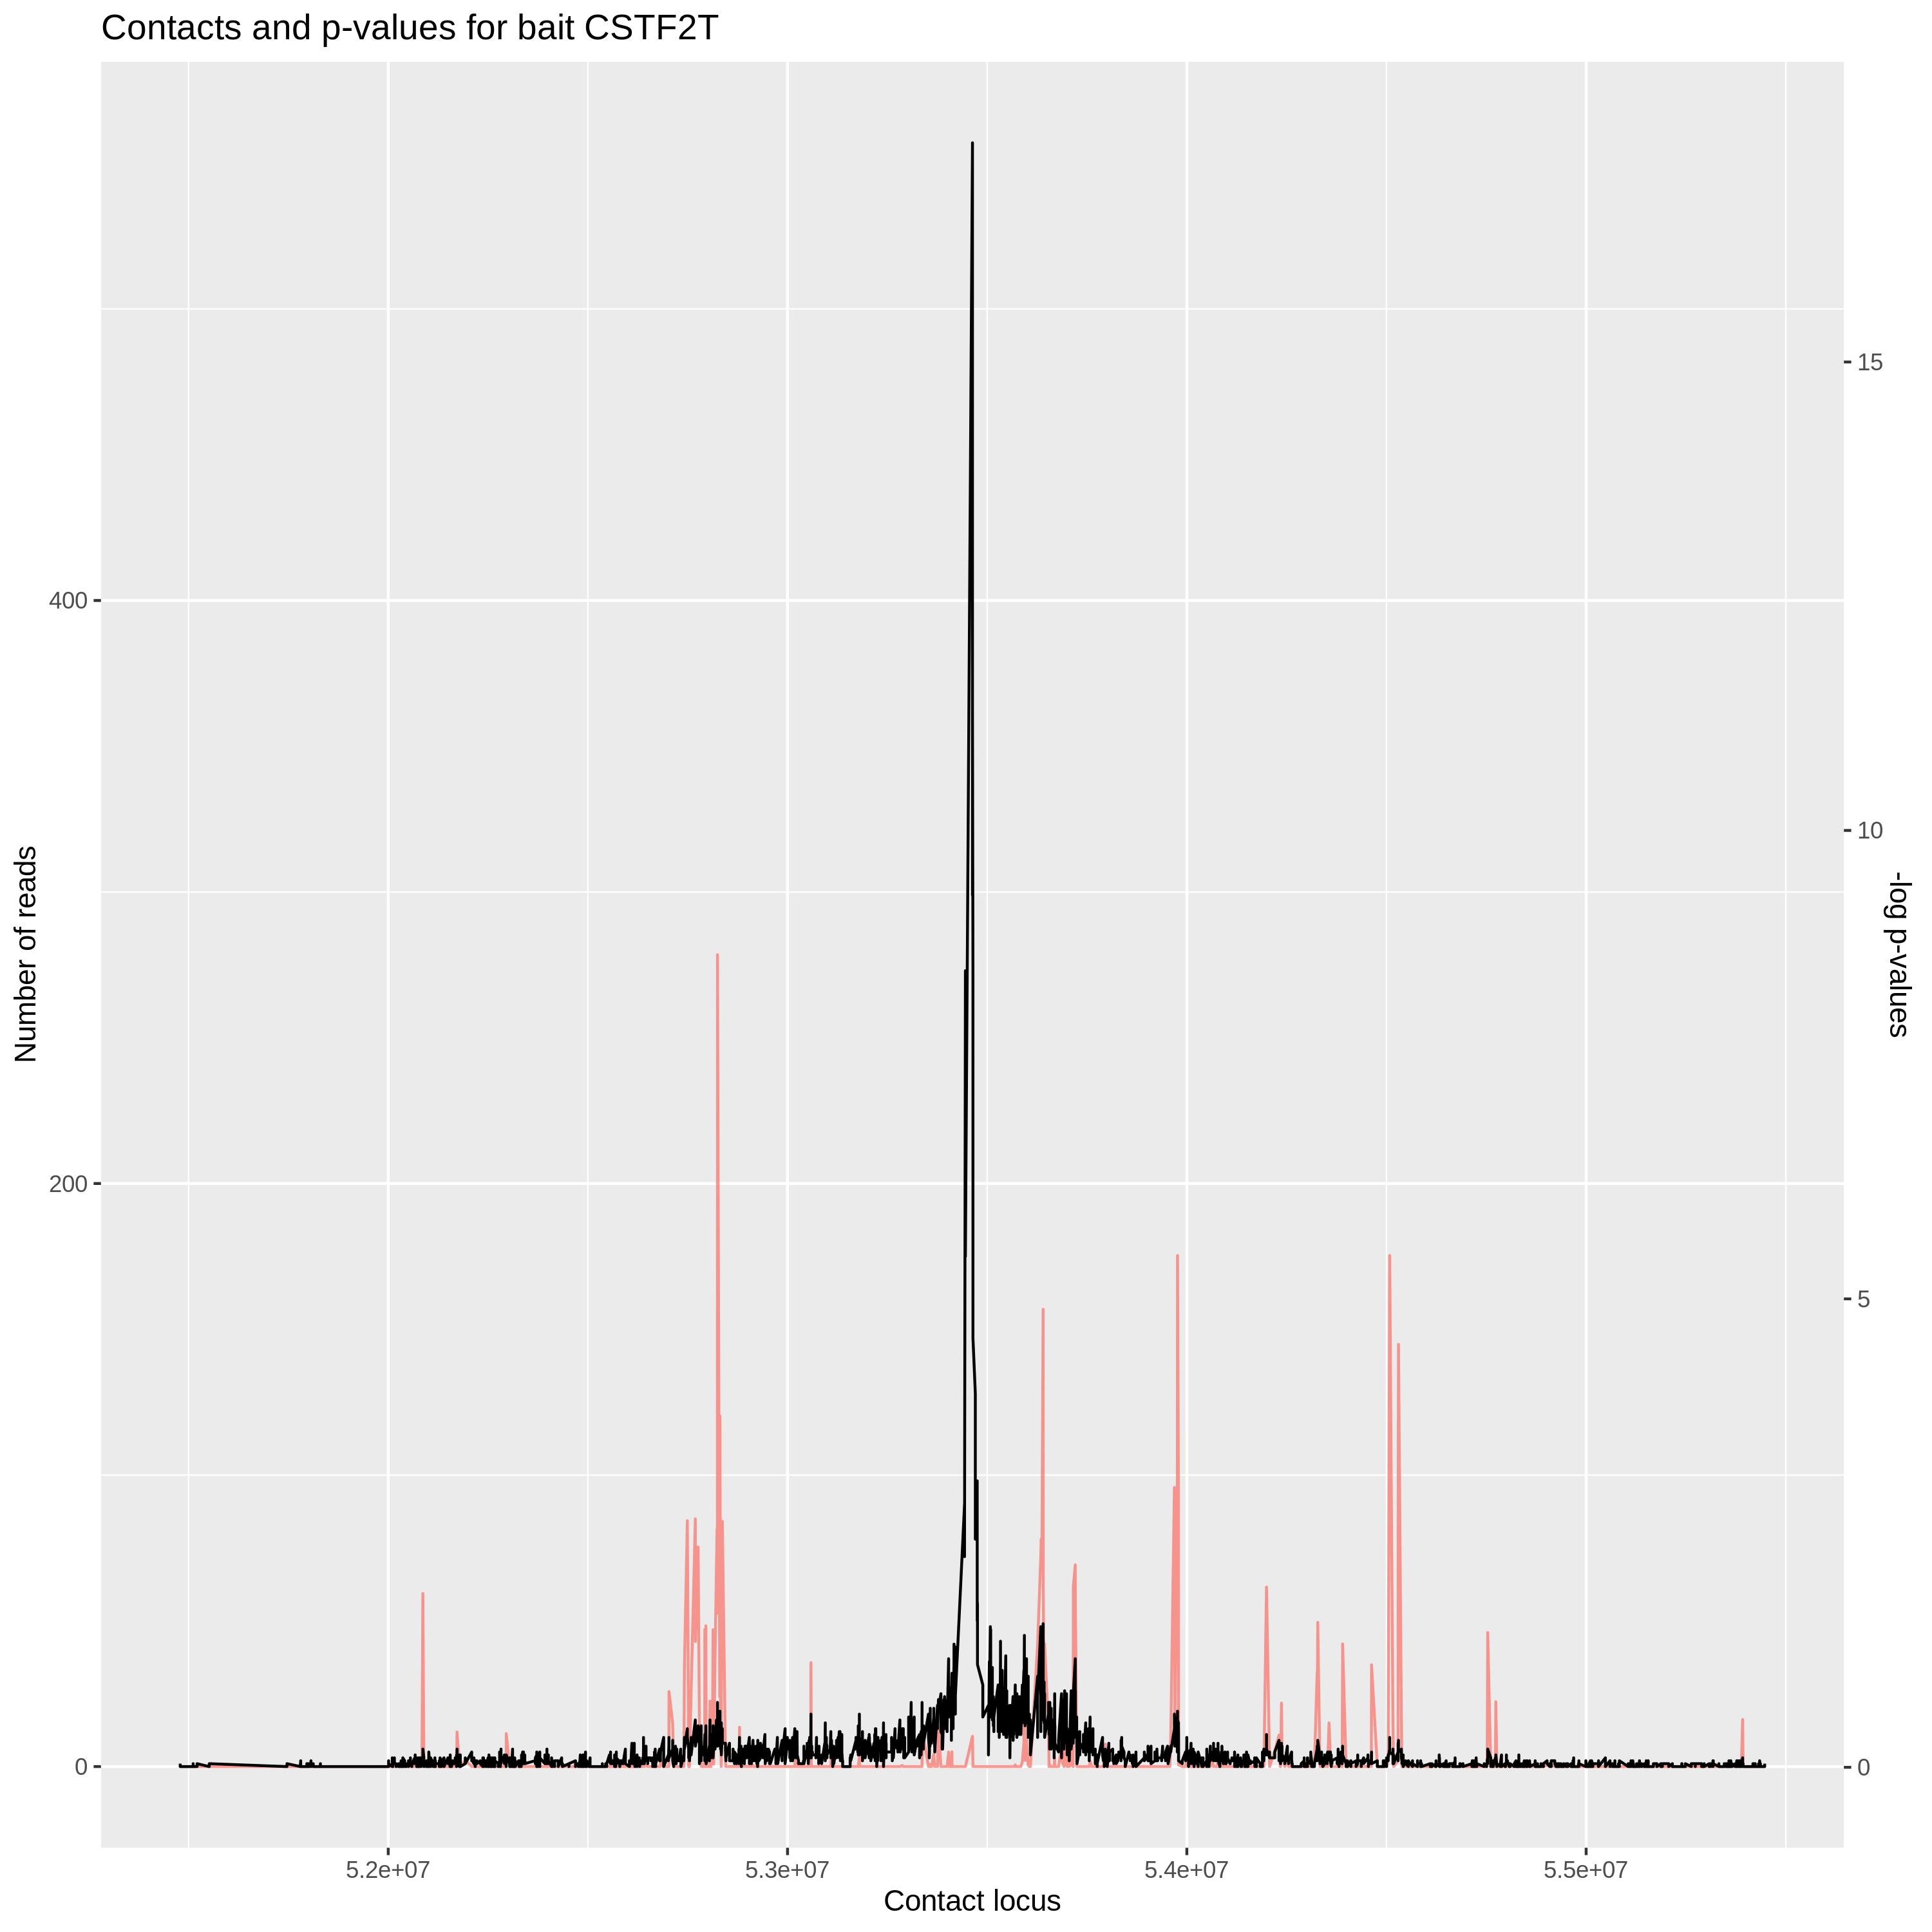 Contacts and p-values for bait CSTF2T
Number of reads
400
200
0
15
10
5
0
-log p-values
5.2e+07 5.3e+07 5.4e+07 5.5e+07
Contact locus